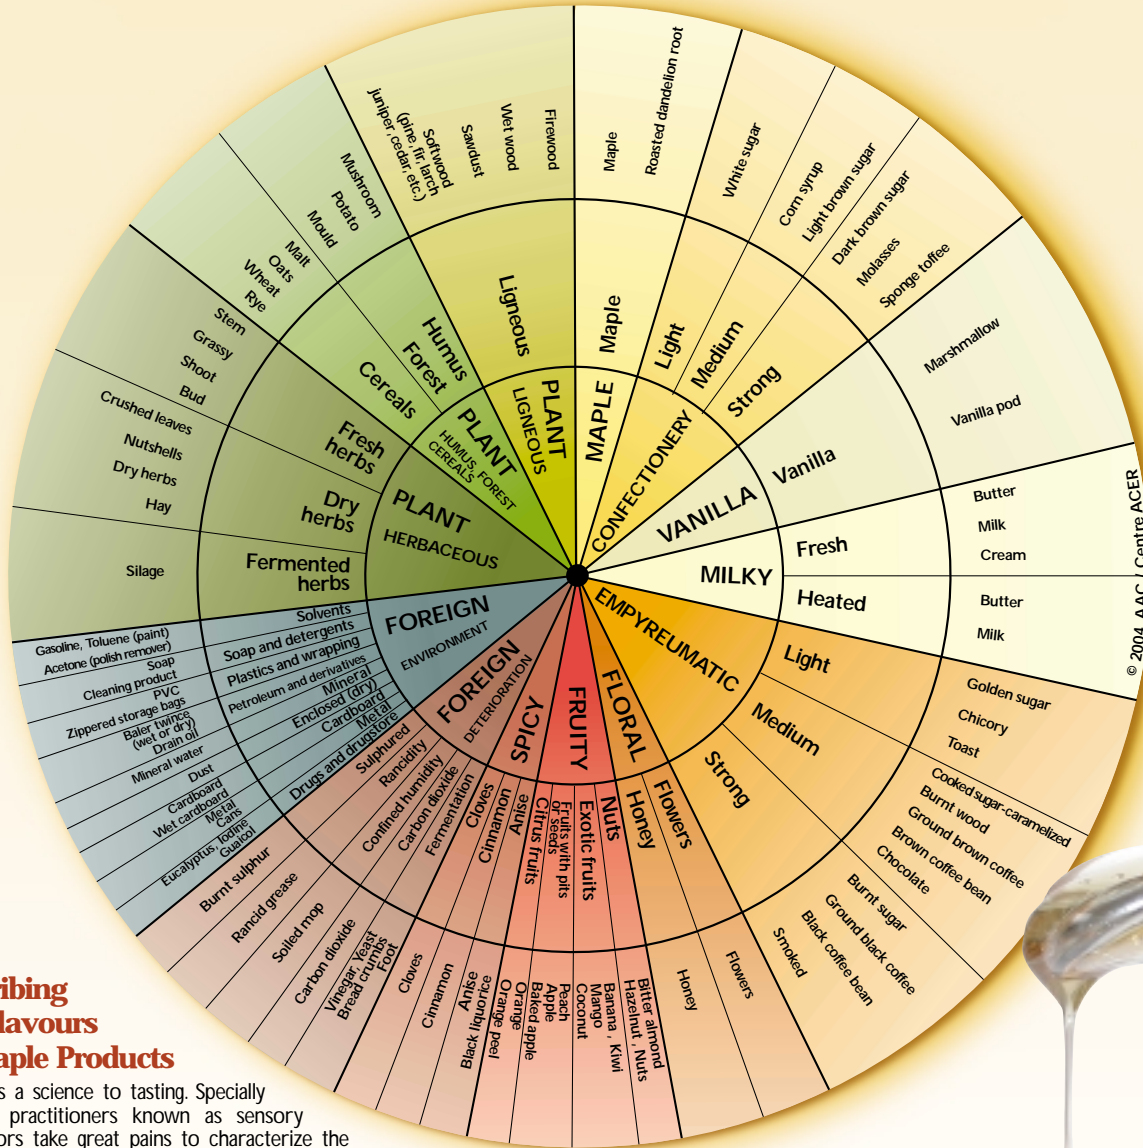 MAPLE
Maple
Maple
Roasted dandelion root
CONFECTIONERY
Light
White sugar
Medium
Corn syrup
Light brown sugar
Strong
Dark brown sugar
Molasses
Sponge toffee
VANILLA
Vanilla
Marshmallow
Vanilla pod
MILKY
Fresh
Butter
Milk
Cream
Heated
Butter
Milk
EMPYREUMATIC
Light
Golden sugar
Chicory
Toast
Medium
Cooked sugar-caramelized
Burnt wood
Ground brown coffee
Brown coffee bean
Chocolate
Strong
Burnt sugar
Ground black coffee
Black coffee bean
Smoked
FLORAL
Flowers
Flowers
Honey
Honey
FRUITY
Nuts
Bitter almond
Hazelnut , Nuts
Exotic fruits
Banana , Kiwi
Mango
Coconut
Fruits with pits
or seeds
Peach
Apple
Baked apple
Citrus fruits
Orange
Orange peel
SPICY
Anise
Anise
Black liquorice
Cinnamon
Cinnamon
Cloves
Cloves
FOREIGN
DETERIORATION
Fermentation
Vinegar, Yeast
Bread crumbs
Foot
Carbon dioxide
Carbon dioxide
Confined humidity
Soiled mop
Rancidity
Rancid grease
Sulphured
Burnt sulphur
FOREIGN
ENVIRONMENT
Drugs and drugstore
Eucalyptus, Iodine
Guaicol
Metal
Metal
Cans
Cardboard
Cardboard
Wet cardboard
Enclosed (dry)
Dust
Mineral
Mineral water
Petroleum and derivatives
Baler twince
(wet or dry)
Drain oil
Plastics and wrapping
PVC
Zippered storage bags
Soap and detergents
Soap
Cleaning product
Solvents
Gasoline, Toluene (paint)
Acetone (polish remover)
PLANT
HERBACEOUS
Fermented
herbs
Silage
Dry
herbs
Crushed leaves
Nutshells
Dry herbs
Hay
Fresh
herbs
Stem
Grassy
Shoot
Bud
PLANT
HUMUS, FOREST
CEREALS
Cereals
Malt
Oats
Wheat
Rye
Humus
Forest
Mushroom
Potato
Mould
PLANT
LIGNEOUS
Ligneous
Softwood
(pine, fir, larch
juniper, cedar, etc.)
Sawdust
Wet wood
Firewood
© 2004 AAC / Centre ACER
ribing
lavours
aple Products
s a science to tasting. Specially
practitioners known as sensory
ors take great pains to characterize the